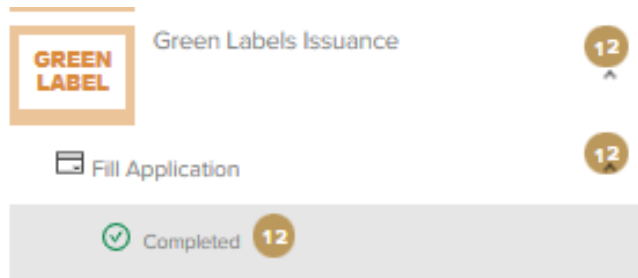 GREEN
LABEL
Green Labels Issuance
12
Fill Application
12
Completed 12